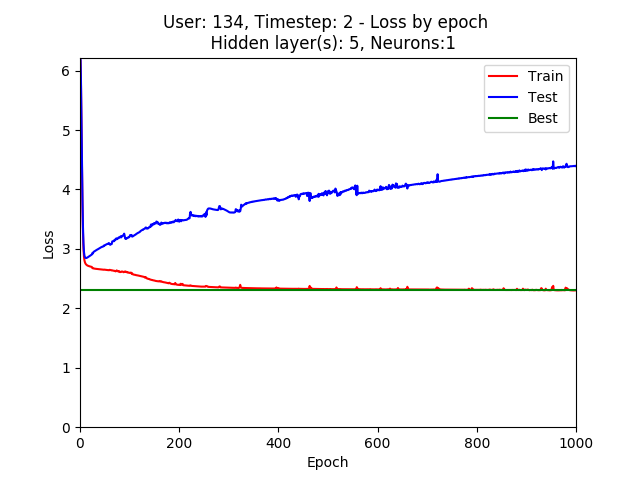 User: 134, Timestep: 2 - Loss by epoch
Hidden layer(s): 5, Neurons:1
Train
Test
Best
6
5
4
3
2
1
0
Loss
0
200
400
600
800
1000
Epoch